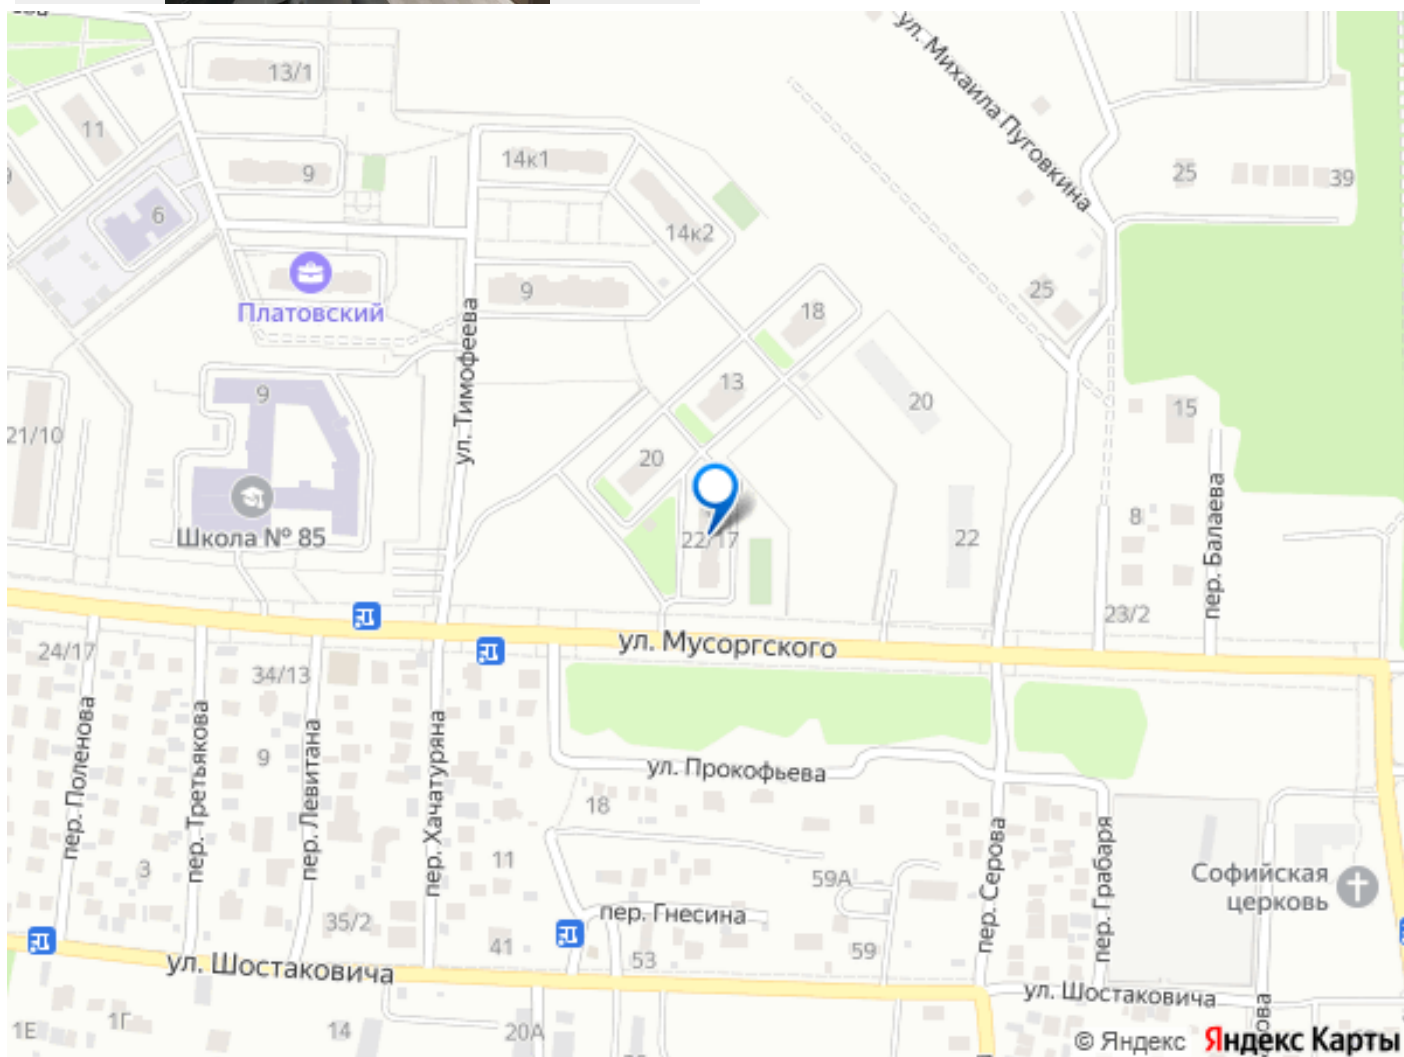 ул. Михаила Пуговкина
13/1
11
14к1
9
25
39
6
14к2
25
9
18
Платовский
ул. Тимофеева
13
9
20
15
21/10
20
Школа № 85
22/17
22
8
пер. Балаева
23/2
ул. Мусоргского
24/17
34/13
пер. Поленова
пер. Третьякова
9
пер. Левитана
пер. Хачатуряна
ул. Прокофьева
18
11
3
59А
пер. Серова
пер. Грабаря
Софийская
церковь
35/2
пер. Гнесина
41
53
59
ул. Шостаковича
ул. Шостаковича
1Е
1Г
14
20А
© Яндекс
Яндекс Карты